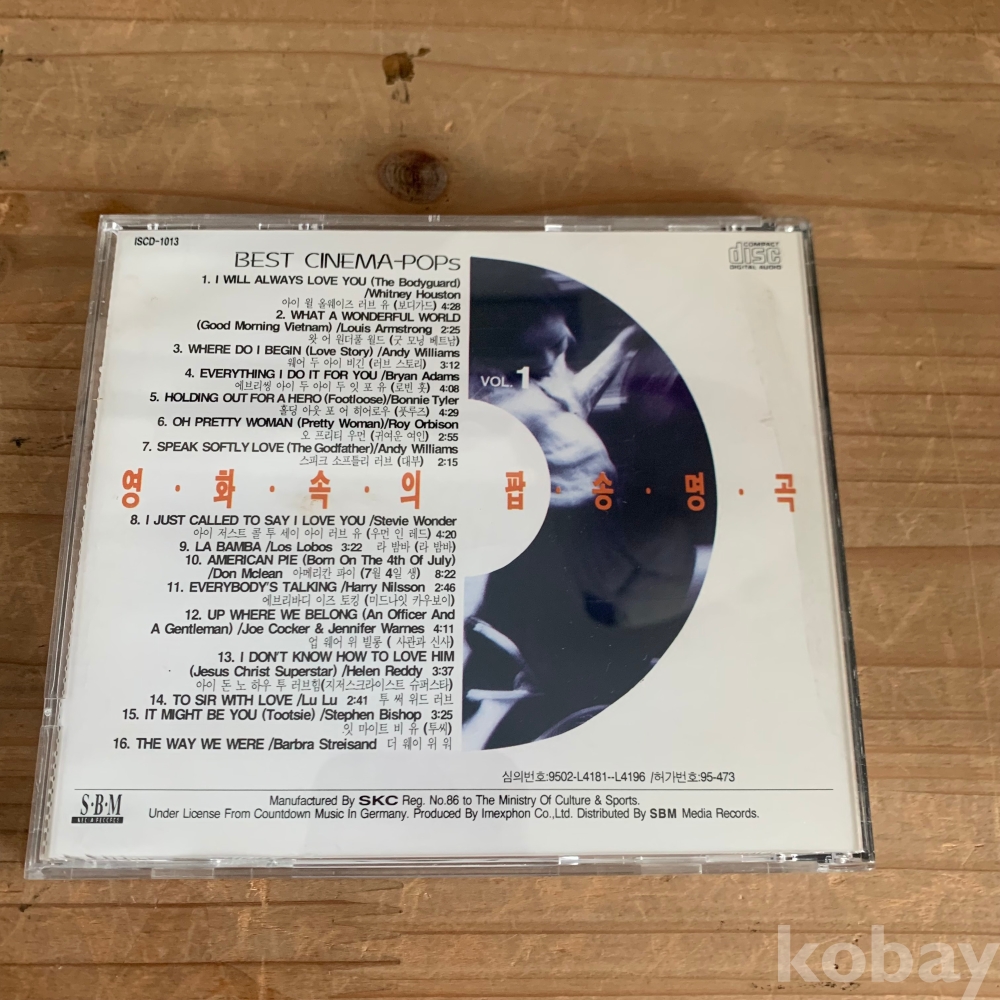 ISCD-1013
COMPACT
disc
DIGITAL AUDIO
BEST CINEMA-POPs
1. I WILL ALWAYS LOVE YOU (The Bodyguard)
/Whitney Houston
아이 윌 올웨이즈 러브 유 (보디가드) 4:28
2. WHAT A WONDERFUL WORLD
(Good Morning Vietnam) /Louis Armstrong 2:25
왓 어 원더풀 월드 (굿 모닝 베트남)
3. WHERE DO I BEGIN (Love Story) /Andy Williams
웨어 두 아이 비긴 (러브 스토리) 3:12
4. EVERYTHING I DO IT FOR YOU /Bryan Adams
에브리씽 아이 두 아이 두 잇 포 유 (로빈 훗) 4:08
5. HOLDING OUT FOR A HERO (Footloose)/Bonnie Tyler
홀딩 아웃 포 어 히어로우 (풋루즈) 4:29
6. OH PRETTY WOMAN (Pretty Woman)/Roy Orbison
오 프리티 우먼 (귀여운 여인) 2:55
7. SPEAK SOFTLY LOVE (The Godfather)/Andy Williams
스피크 소프틀리 러브 (대부) 2:15
VOL. 1
영·화·속·의 팝·송·명·곡
8. I JUST CALLED TO SAY I LOVE YOU /Stevie Wonder
아이 저스트 콜 투 세이 아이 러브 유 (우먼 인 레드) 4:20
9. LA BAMBA /Los Lobos 3:22 라 밤바 (라 밤바)
10. AMERICAN PIE (Born On The 4th Of July)
/Don Mclean 아메리칸 파이 (7월 4일 생) 8:22
11. EVERYBODY'S TALKING /Harry Nilsson 2:46
에브리바디 이즈 토킹 (미드나잇 카우보이)
12. UP WHERE WE BELONG (An Officer And
A Gentleman) /Joe Cocker & Jennifer Warnes 4:11
업 웨어 위 빌롱 ( 사관과 신사)
13. I DON'T KNOW HOW TO LOVE HIM
(Jesus Christ Superstar) /Helen Reddy 3:37
아이 돈 노 하우 투 러브힘(지저스크라이스트 슈퍼스타)
14. TO SIR WITH LOVE /Lu Lu 2:41 투 써 위드 러브
15. IT MIGHT BE YOU (Tootsie) /Stephen Bishop 3:25
잇 마이트 비 유 (투씨)
16. THE WAY WE WERE /Barbra Streisand 더 웨이 위 워
심의번호:9502-L4181--L4196 /허가번호:95-473
S·B·M
MEDIA RECORDS
Manufactured By SKC Reg. No.86 to The Ministry Of Culture & Sports.
Under License From Countdown Music In Germany. Produced By Imexphon Co.,Ltd. Distributed By SBM Media Records.
kobay